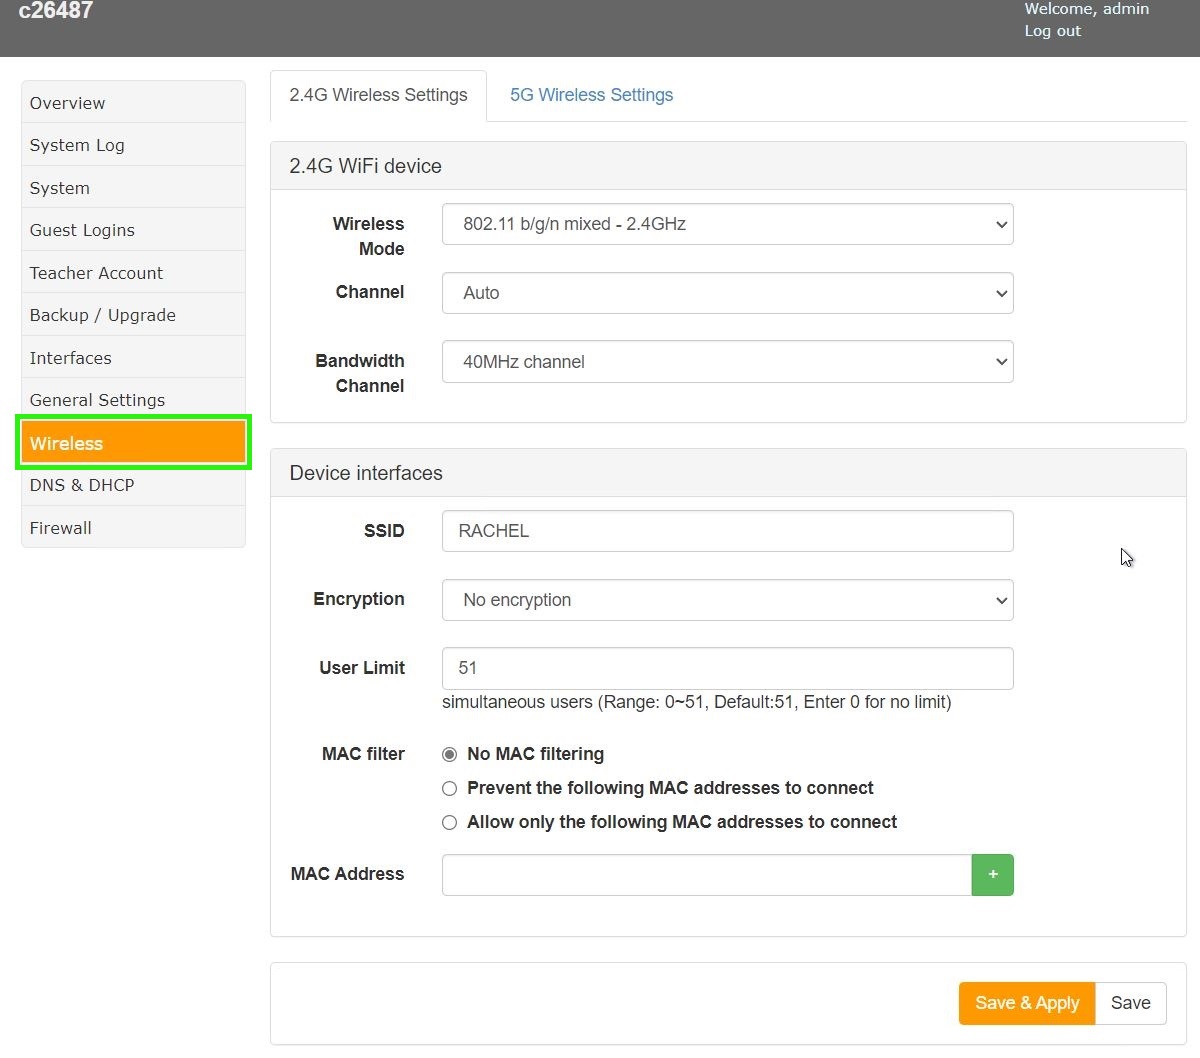 c26487
Welcome, admin
Log out
Overview
System Log
System
Guest Logins
Teacher Account
Backup / Upgrade
Interfaces
General Settings
Wireless
DNS & DHCP
Firewall
2.4G Wireless Settings
5G Wireless Settings
2.4G WiFi device
Wireless
Mode
802.11 b/g/n mixed - 2.4GHz
Channel
Auto
Bandwidth
Channel
40MHz channel
Device interfaces
SSID
RACHEL
Encryption
No encryption
User Limit
51
simultaneous users (Range: 0~51, Default:51, Enter 0 for no limit)
MAC filter
No MAC filtering
Prevent the following MAC addresses to connect
Allow only the following MAC addresses to connect
MAC Address
+
Save & Apply
Save